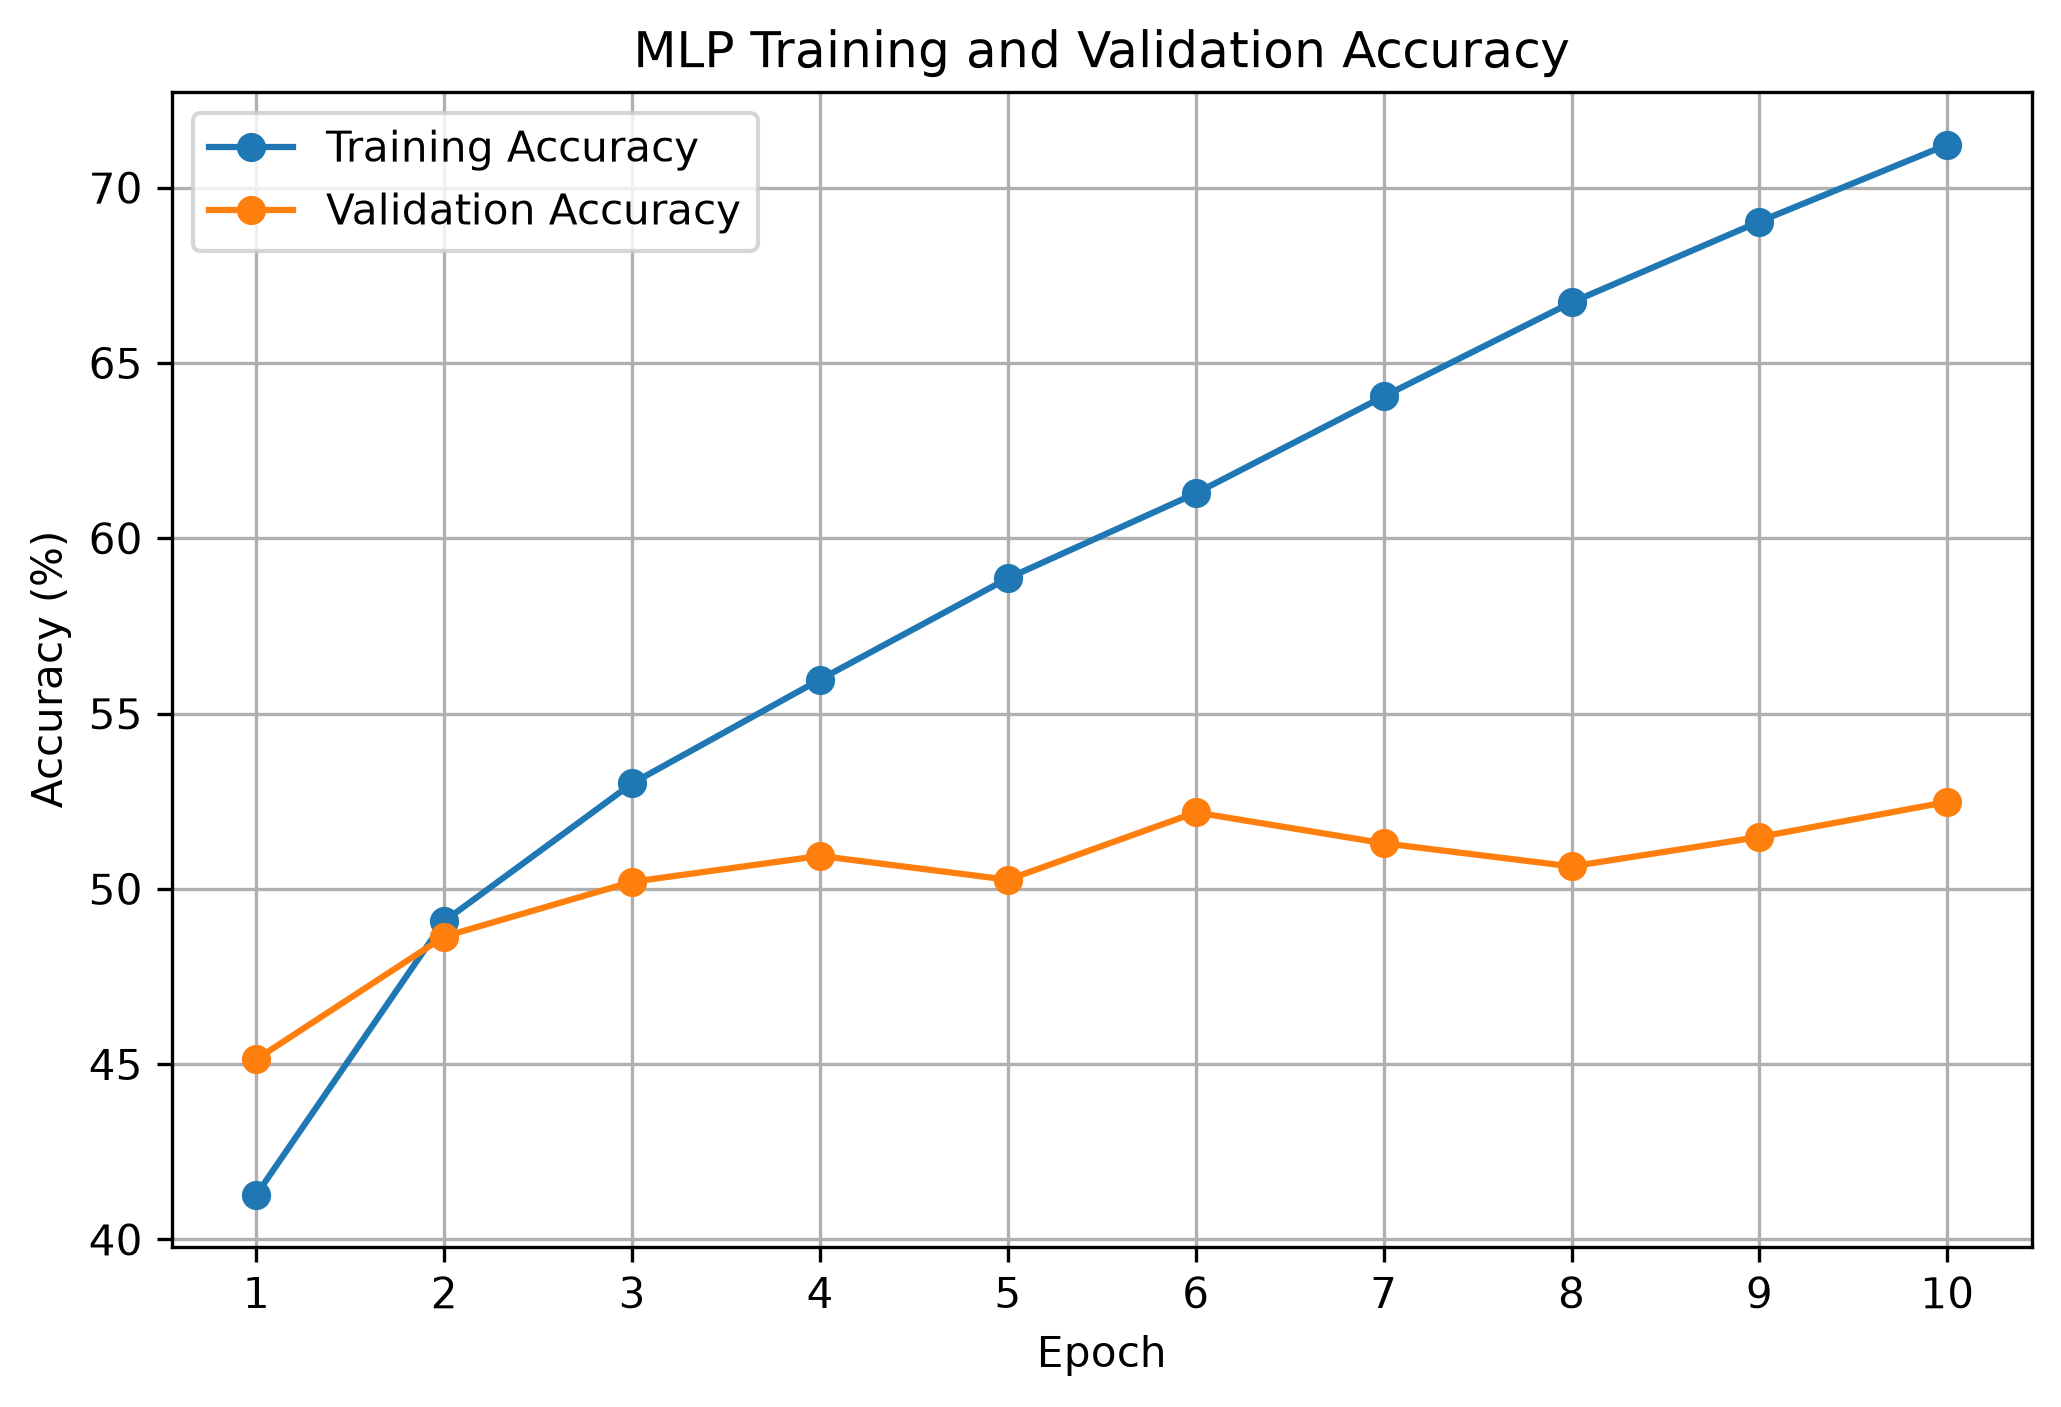 MLP Training and Validation Accuracy
Training Accuracy
Validation Accuracy
70
65
60
55
50
45
40
Accuracy (%)
1 2 3 4 5 6 7 8 9 10
Epoch